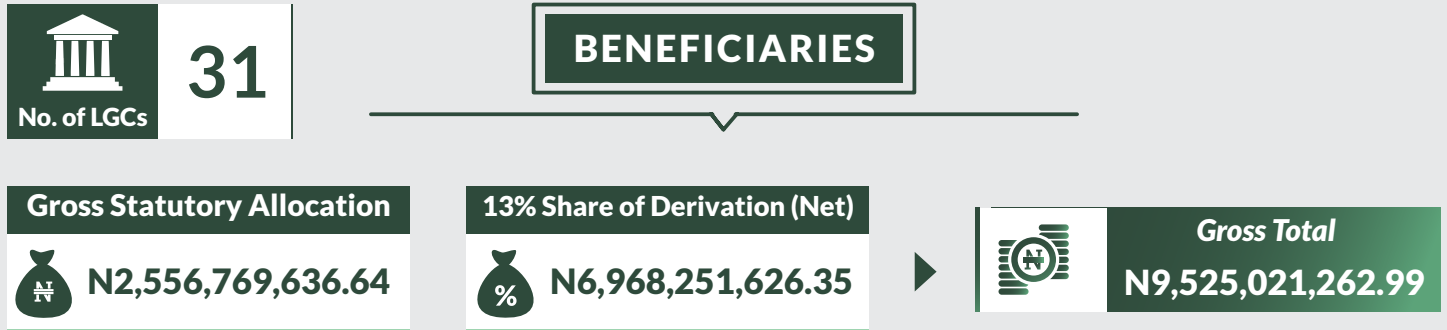 31
No. of LGCs
BENEFICIARIES
Gross Statutory Allocation
₦
N2,556,769,636.64
13% Share of Derivation (Net)
%
N6,968,251,626.35
₦
Gross Total
N9,525,021,262.99